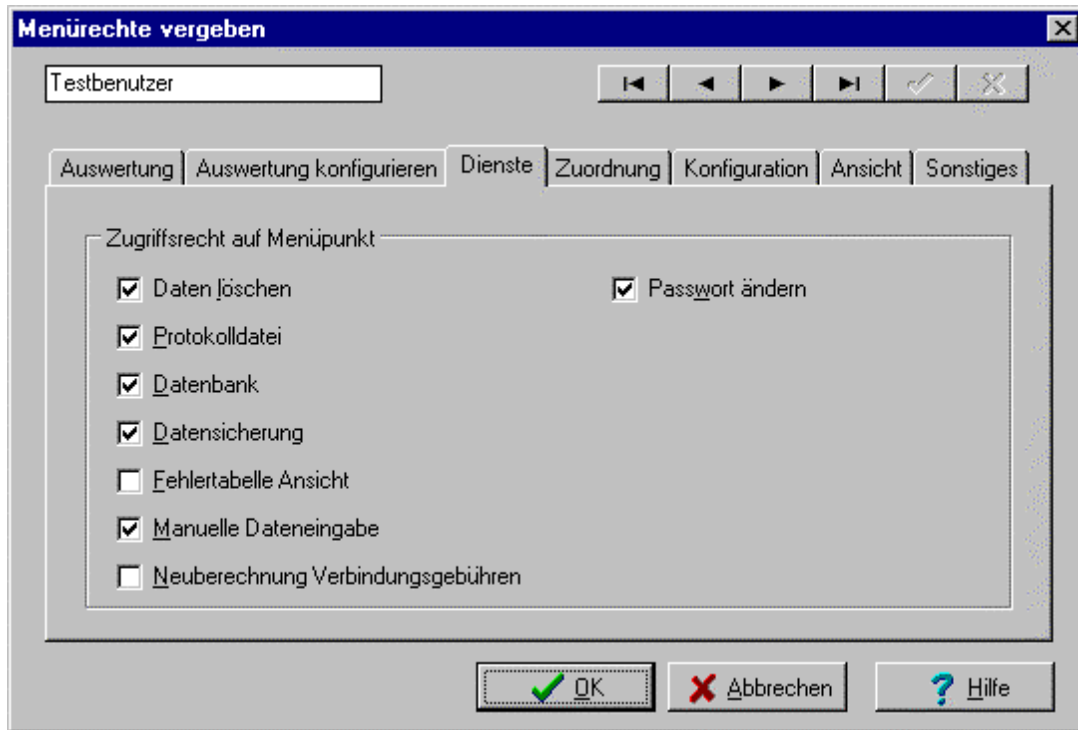 Menürechte vergeben
Testbenutzer
Auswertung Auswertung konfigurieren Dienste Zuordnung Konfiguration Ansicht Sonstiges
Zugriffsrecht auf Menüpunkt
Daten löschen Passwort ändern
Protokolldatei
Datenbank
Datensicherung
Fehlertabelle Ansicht
Manuelle Dateneingabe
Neuberechnung Verbindungsgebühren
OK Abbrechen Hilfe